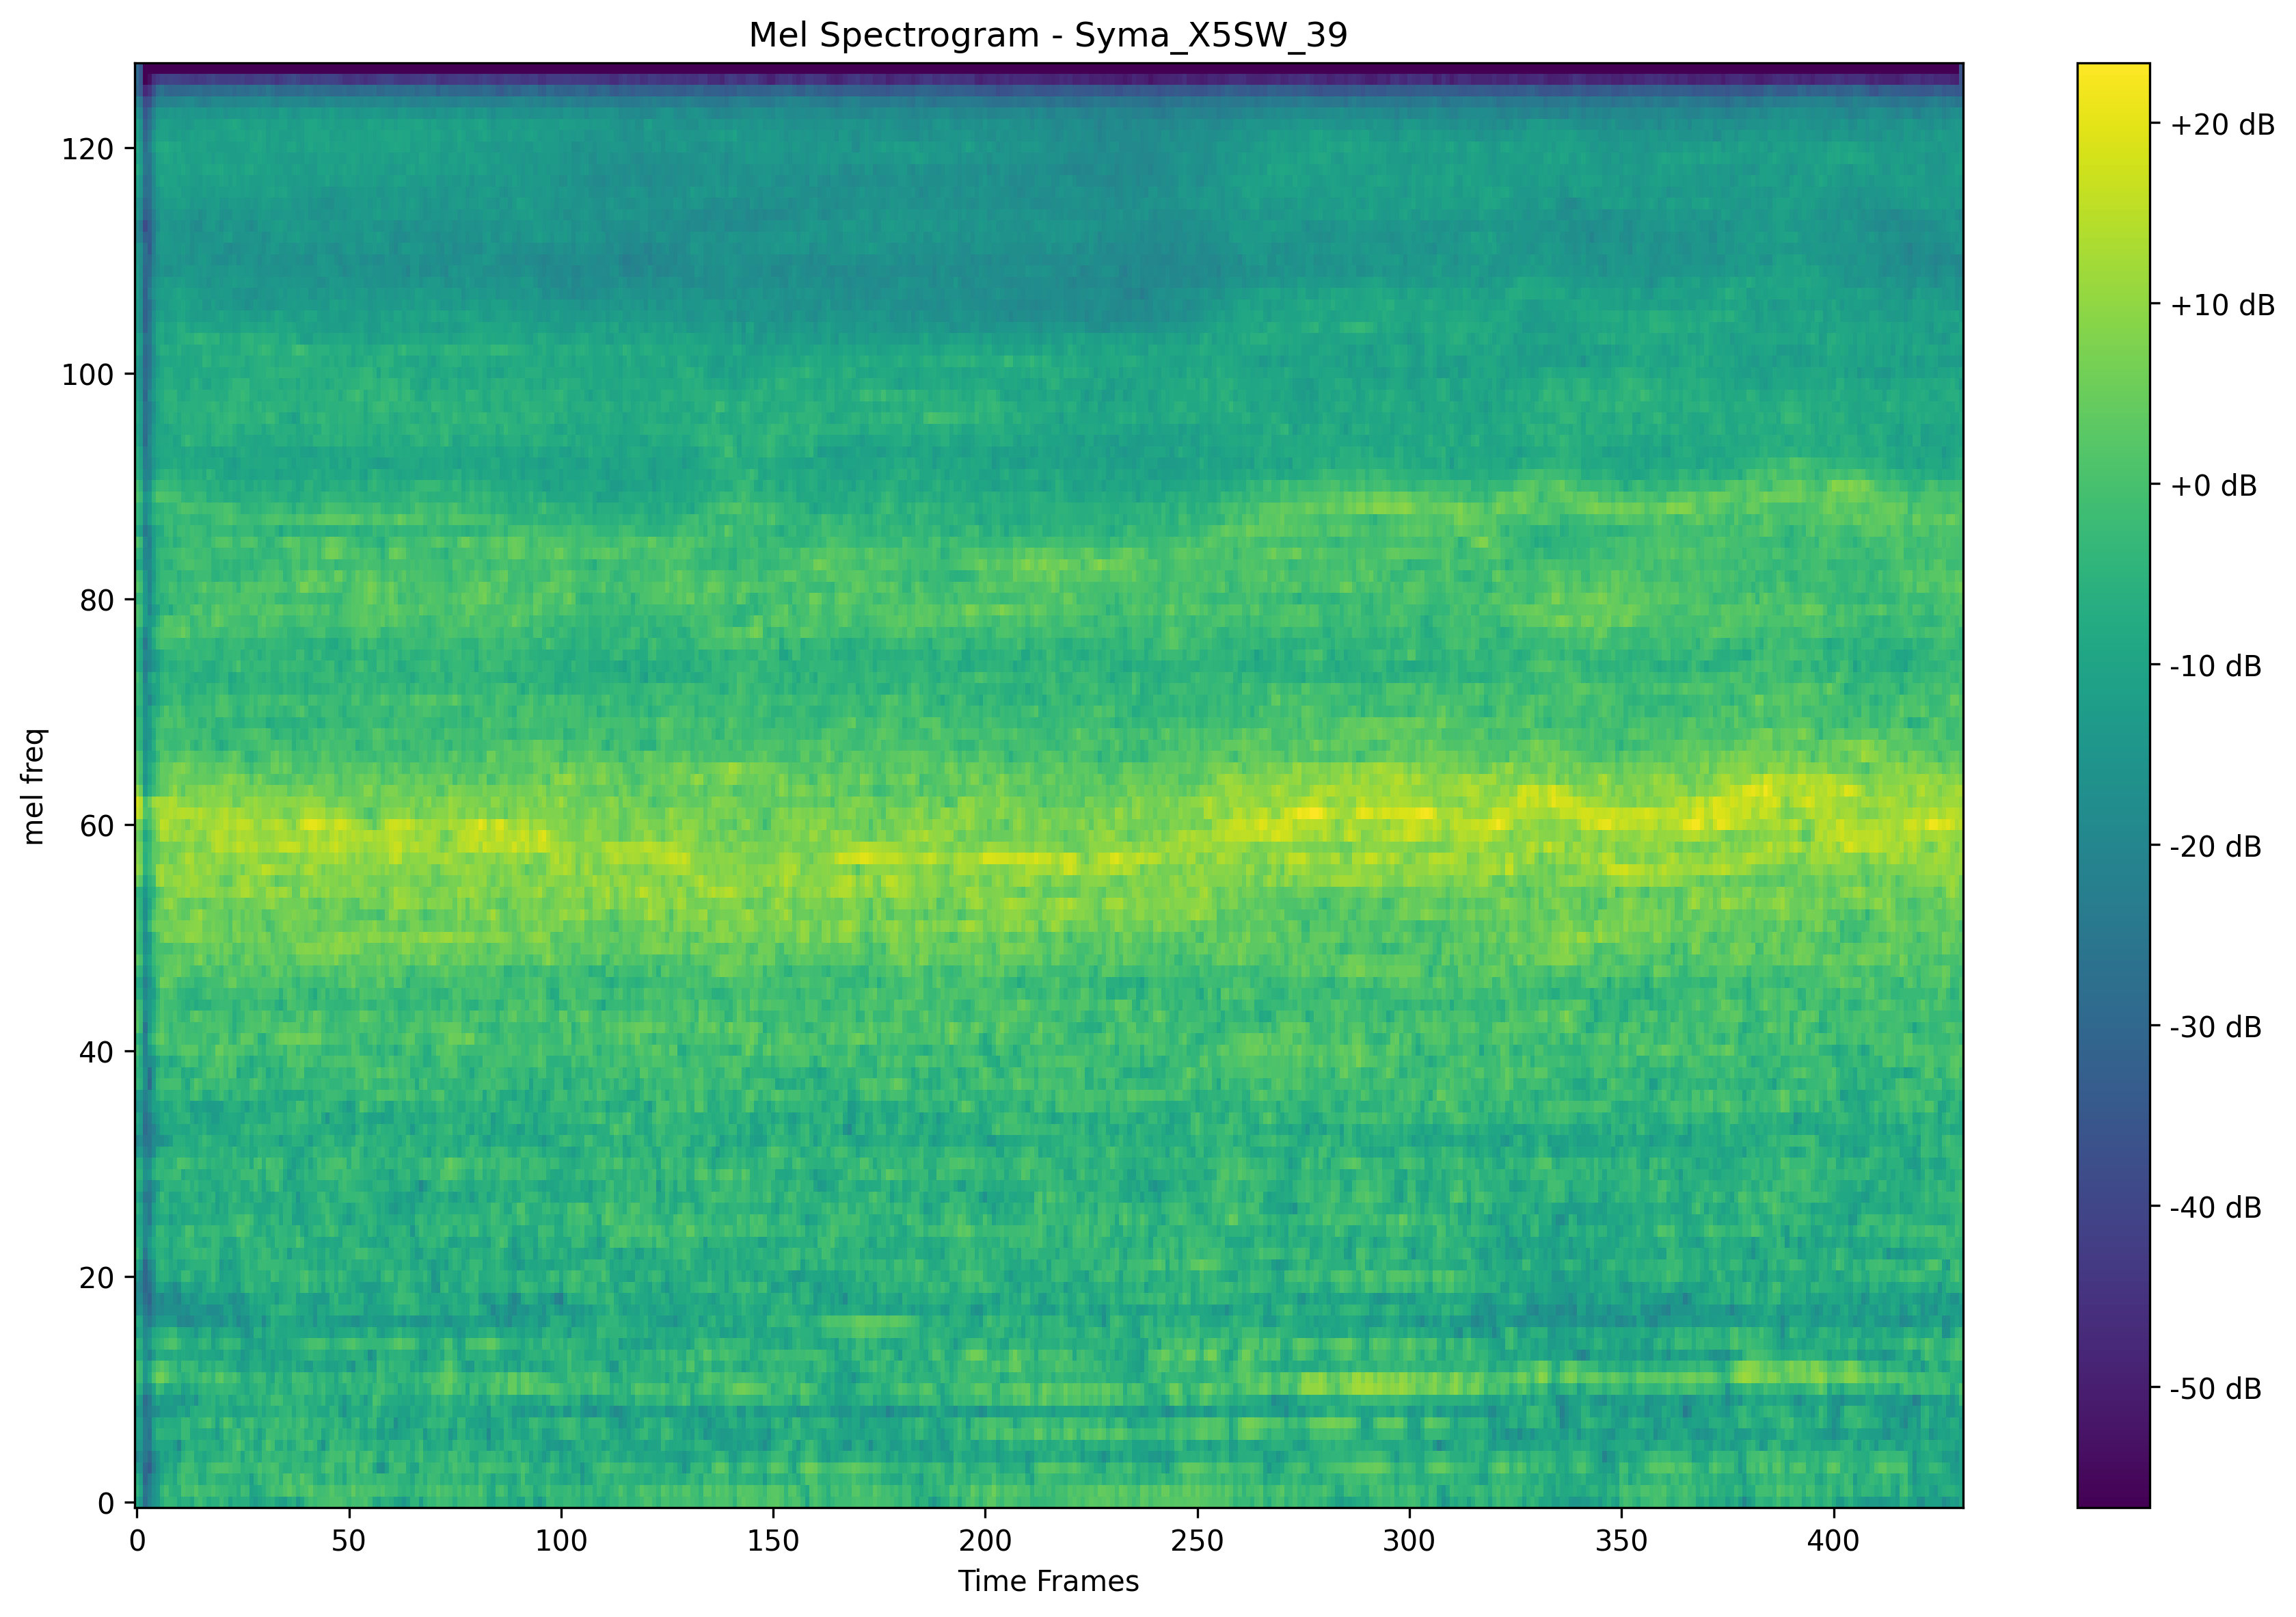 Mel Spectrogram - Syma_X5SW_39
mel freq
120
100
80
60
40
20
0
0 50 100 150 200 250 300 350 400
Time Frames
+20 dB
+10 dB
+0 dB
-10 dB
-20 dB
-30 dB
-40 dB
-50 dB